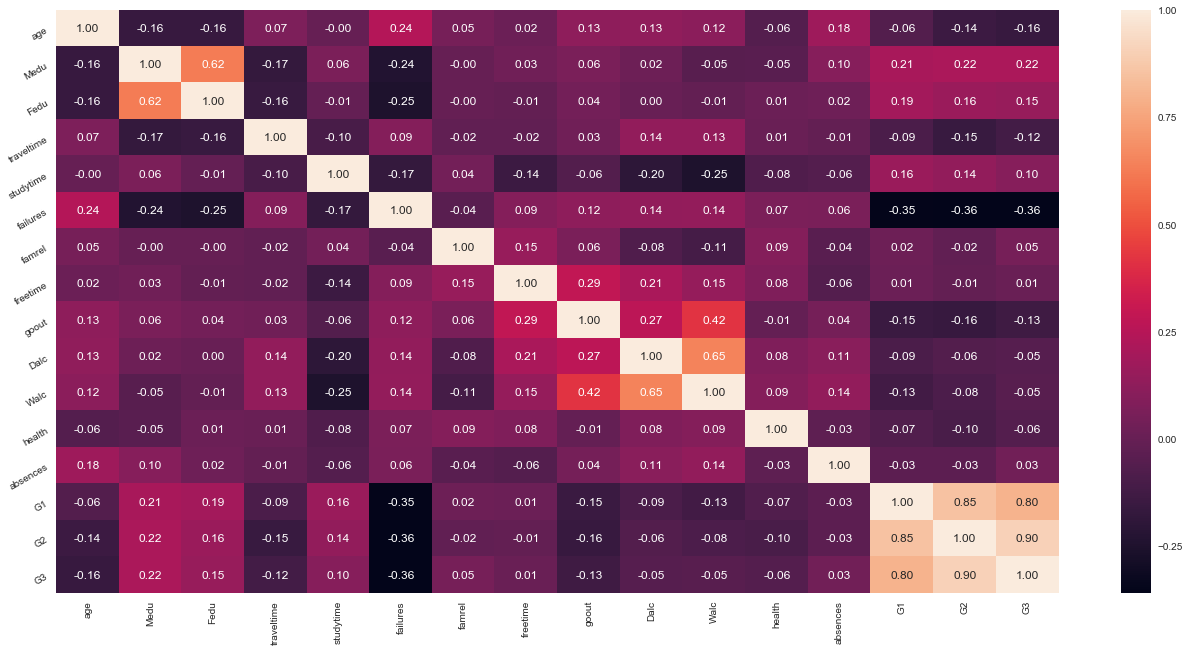 age 1.00 -0.16 -0.16 0.07 -0.00 0.24 0.05 0.02 0.13 0.13 0.12 -0.06 0.18 -0.06 -0.14 -0.16
Medu -0.16 1.00 0.62 -0.17 0.06 -0.24 -0.00 0.03 0.06 0.02 -0.05 -0.05 0.10 0.21 0.22 0.22
Fedu -0.16 0.62 1.00 -0.16 -0.01 -0.25 -0.00 -0.01 0.04 0.00 -0.01 0.01 0.02 0.19 0.16 0.15
traveltime 0.07 -0.17 -0.16 1.00 -0.10 0.09 -0.02 -0.02 0.03 0.14 0.13 0.01 -0.01 -0.09 -0.15 -0.12
studytime -0.00 0.06 -0.01 -0.10 1.00 -0.17 0.04 -0.14 -0.06 -0.20 -0.25 -0.08 -0.06 0.16 0.14 0.10
failures 0.24 -0.24 -0.25 0.09 -0.17 1.00 -0.04 0.09 0.12 0.14 0.14 0.07 0.06 -0.35 -0.36 -0.36
famrel 0.05 -0.00 -0.00 -0.02 0.04 -0.04 1.00 0.15 0.06 -0.08 -0.11 0.09 -0.04 0.02 -0.02 0.05
freetime 0.02 0.03 -0.01 -0.02 -0.14 0.09 0.15 1.00 0.29 0.21 0.15 0.08 -0.06 0.01 -0.01 0.01
goout 0.13 0.06 0.04 0.03 -0.06 0.12 0.06 0.29 1.00 0.27 0.42 -0.01 0.04 -0.15 -0.16 -0.13
Dalc 0.13 0.02 0.00 0.14 -0.20 0.14 -0.08 0.21 0.27 1.00 0.65 0.08 0.11 -0.09 -0.06 -0.05
Walc 0.12 -0.05 -0.01 0.13 -0.25 0.14 -0.11 0.15 0.42 0.65 1.00 0.09 0.14 -0.13 -0.08 -0.05
health -0.06 -0.05 0.01 0.01 -0.08 0.07 0.09 0.08 -0.01 0.08 0.09 1.00 -0.03 -0.07 -0.10 -0.06
absences 0.18 0.10 0.02 -0.01 -0.06 0.06 -0.04 -0.06 0.04 0.11 0.14 -0.03 1.00 -0.03 -0.03 0.03
G1 -0.06 0.21 0.19 -0.09 0.16 -0.35 0.02 0.01 -0.15 -0.09 -0.13 -0.07 -0.03 1.00 0.85 0.80
G2 -0.14 0.22 0.16 -0.15 0.14 -0.36 -0.02 -0.01 -0.16 -0.06 -0.08 -0.10 -0.03 0.85 1.00 0.90
G3 -0.16 0.22 0.15 -0.12 0.10 -0.36 0.05 0.01 -0.13 -0.05 -0.05 -0.06 0.03 0.80 0.90 1.00
age Medu Fedu traveltime studytime failures famrel freetime goout Dalc Walc health absences G1 G2 G3
1.00
0.75
0.50
0.25
0.00
−0.25